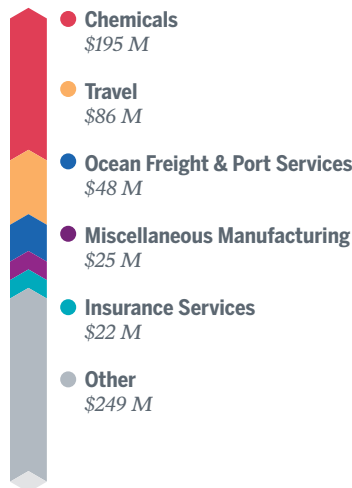 Chemicals
$195 M
Travel
$86 M
Ocean Freight & Port Services
$48 M
Miscellaneous Manufacturing
$25 M
Insurance Services
$22 M
Other
$249 M